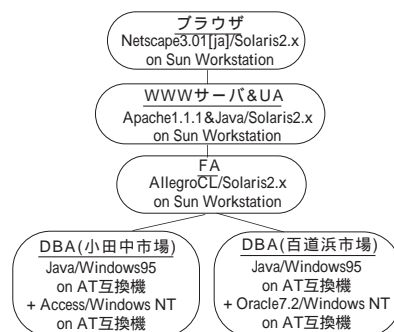 ブラウザ
Netscape3.01[ja]/Solaris2.x
on Sun Workstation
WWWサーバ&UA
Apache1.1.1&Java/Solaris2.x
on Sun Workstation
FA
AllegroCL/Solaris2.x
on Sun Workstation
DBA(小田中市場)
Java/Windows95
on AT互換機
+ Access/Windows NT
on AT互換機
DBA(百道浜市場)
Java/Windows95
on AT互換機
+ Oracle7.2/Windows NT
on AT互換機